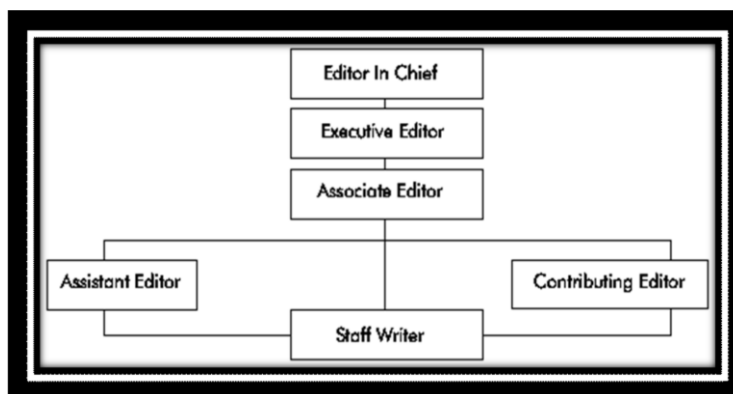 Editor In Chief
Executive Editor
Associate Editor
Assistant Editor
Contributing Editor
Staff Writer